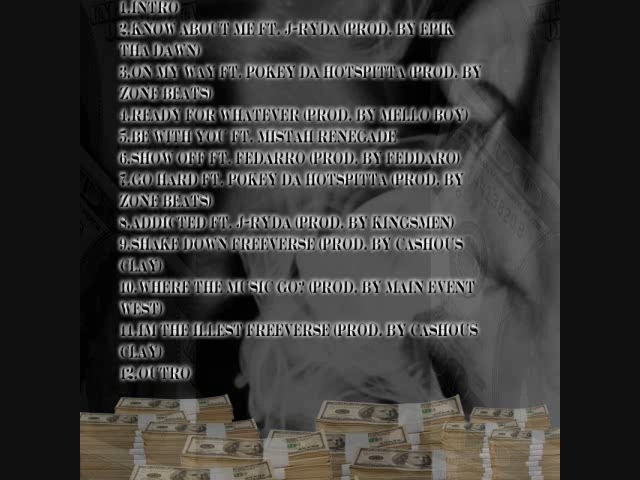 1.INTRO
2.KNOW ABOUT ME FT. J-RYDA (PROD. BY EPIK
THA DAWN)
3.ON MY WAY FT. POKEY DA HOTSPITTA (PROD. BY
ZONE BEATS)
4.READY FOR WHATEVER (PROD. BY MELLO BOY)
5.BE WITH YOU FT. MISTAH RENEGADE
6.SHOW OFF FT. FEDARRO (PROD. BY FEDDARO)
7.GO HARD FT. POKEY DA HOTSPITTA (PROD. BY
ZONE BEATS)
8.ADDICTED FT. J-RYDA (PROD. BY KINGSMEN)
9.SHAKE DOWN FREEVERSE (PROD. BY CASHOUS
CLAY)
10.WHERE THE MUSIC GO? (PROD. BY MAIN EVENT
WEST)
11.IM THE ILLEST FREEVERSE (PROD. BY CASHOUS
CLAY)
12.OUTRO